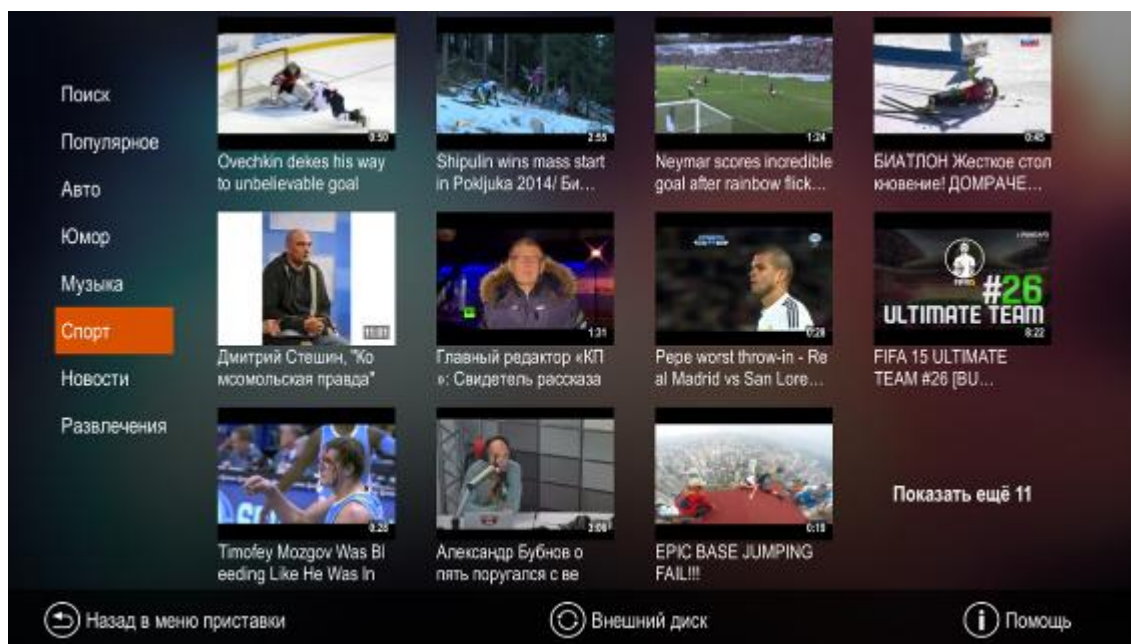 Поиск
Популярное
Авто
Юмор
Музыка
Спорт
Новости
Развлечения
0:50
Ovechkin dekes his way
to unbelievable goal
2:55
Shipulin wins mass start
in Pokljuka 2014/ Би...
1:24
Neymar scores incredible
goal after rainbow flick...
0:45
БИАТЛОН Жесткое стол
кновение! ДОМРАЧЕ...
11:01
Дмитрий Стешин, "Ко
мсомольская правда"
1:31
Главный редактор «КП
»: Свидетель рассказа
0:28
Pepe worst throw-in - Re
al Madrid vs San Lore...
#26
ULTIMATE TEAM
8:22
FIFA 15 ULTIMATE
TEAM #26 [BU...
0:28
Timofey Mozgov Was Bl
eeding Like He Was In
3:06
Александр Бубнов о
пять поругался с ве
0:18
EPIC BASE JUMPING
FAIL!!!
Показать ещё 11
Назад в меню приставки
Внешний диск
Помощь